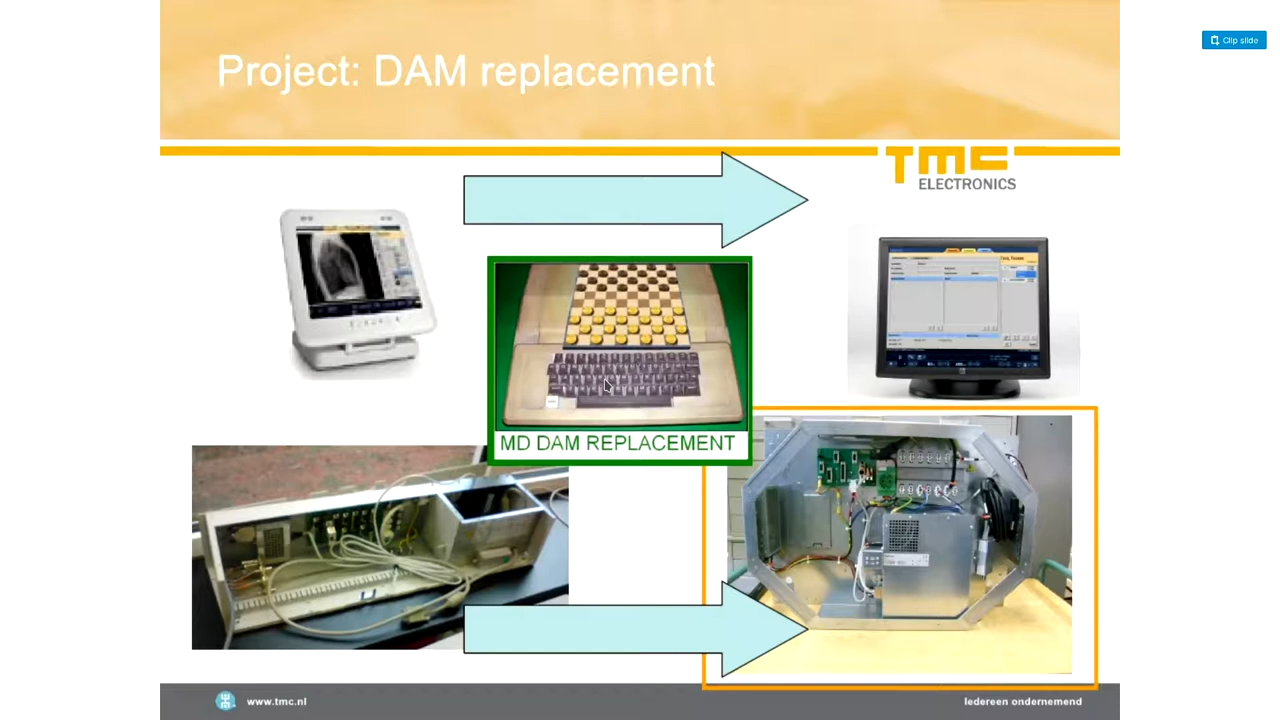 Clip slide
Project: DAM replacement
TMC
ELECTRONICS
MD DAM REPLACEMENT
www.tmc.nl
Iedereen ondernemend